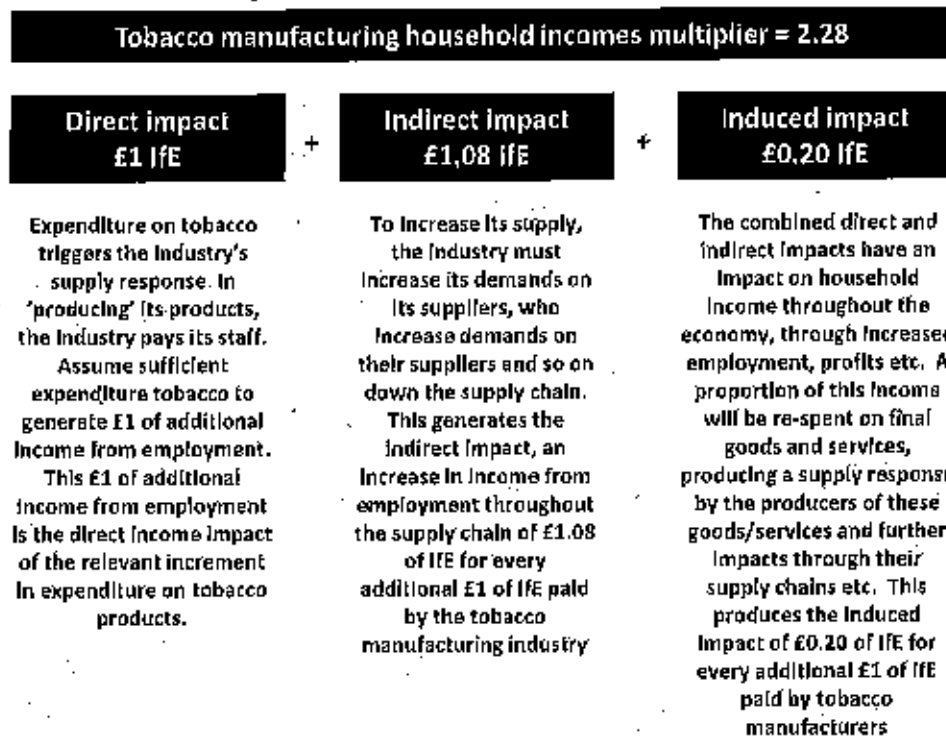 Tobacco manufacturing household incomes multiplier = 2.28
Direct impact
£1 IfE
+
Indirect impact
£1,08 IfE
+
Induced impact
£0.20 IfE
Expenditure on tobacco
triggers the industry's
supply response. In
'producing' its products,
the industry pays its staff.
Assume sufficient
expenditure tobacco to
generate £1 of additional
income from employment.
This £1 of additional
income from employment
is the direct income impact
of the relevant increment
in expenditure on tobacco
products.
To increase its supply,
the industry must
increase its demands on
its suppliers, who
increase demands on
their suppliers and so on
down the supply chain.
This generates the
indirect impact, an
increase in income from
employment throughout
the supply chain of £1.08
of IfE for every
additional £1 of IfE paid
by the tobacco
manufacturing industry
The combined direct and
indirect impacts have an
impact on household
income throughout the
economy, through increased
employment, profits etc. A
proportion of this income
will be re-spent on final
goods and services,
producing a supply respons
by the producers of these
goods/services and further
impacts through their
supply chains etc. This
produces the induced
impact of £0.20 of IfE for
every additional £1 of IfE
paid by tobacco
manufacturers